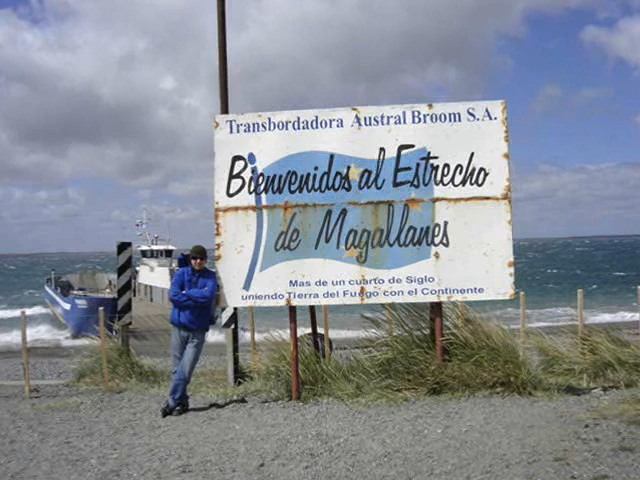 Transbordadora Austral Broom S.A.
Bienvenidos al Estrecho
de Magallanes
Mas de un cuarto de Siglo
uniendo Tierra del Fuego con el Continente